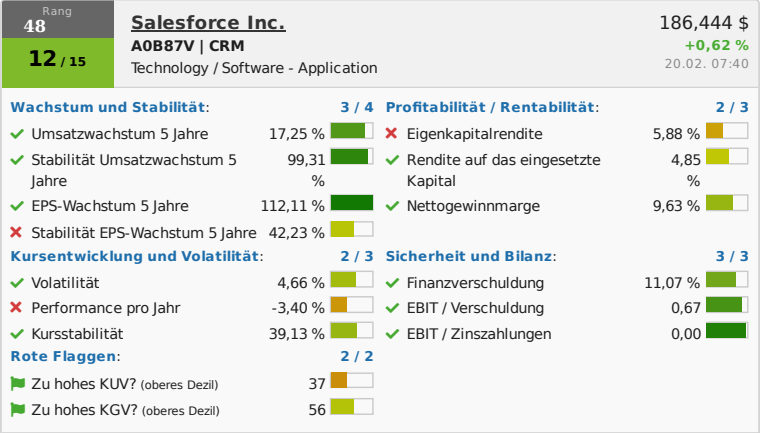 Rang
48
12 / 15
Salesforce Inc.
A0B87V | CRM
Technology / Software - Application
186,444 $
+0,62 %
20.02. 07:40
Wachstum und Stabilität: 3 / 4
Umsatzwachstum 5 Jahre 17,25 %
Stabilität Umsatzwachstum 5 99,31
Jahre %
EPS-Wachstum 5 Jahre 112,11 %
Stabilität EPS-Wachstum 5 Jahre 42,23 %
Profitabilität / Rentabilität: 2 / 3
Eigenkapitalrendite 5,88 %
Rendite auf das eingesetzte 4,85
Kapital %
Nettogewinnmarge 9,63 %
Kursentwicklung und Volatilität: 2 / 3
Volatilität 4,66 %
Performance pro Jahr -3,40 %
Kursstabilität 39,13 %
Sicherheit und Bilanz: 3 / 3
Finanzverschuldung 11,07 %
EBIT / Verschuldung 0,67
EBIT / Zinszahlungen 0,00
Rote Flaggen: 2 / 2
Zu hohes KUV? (oberes Dezil) 37
Zu hohes KGV? (oberes Dezil) 56